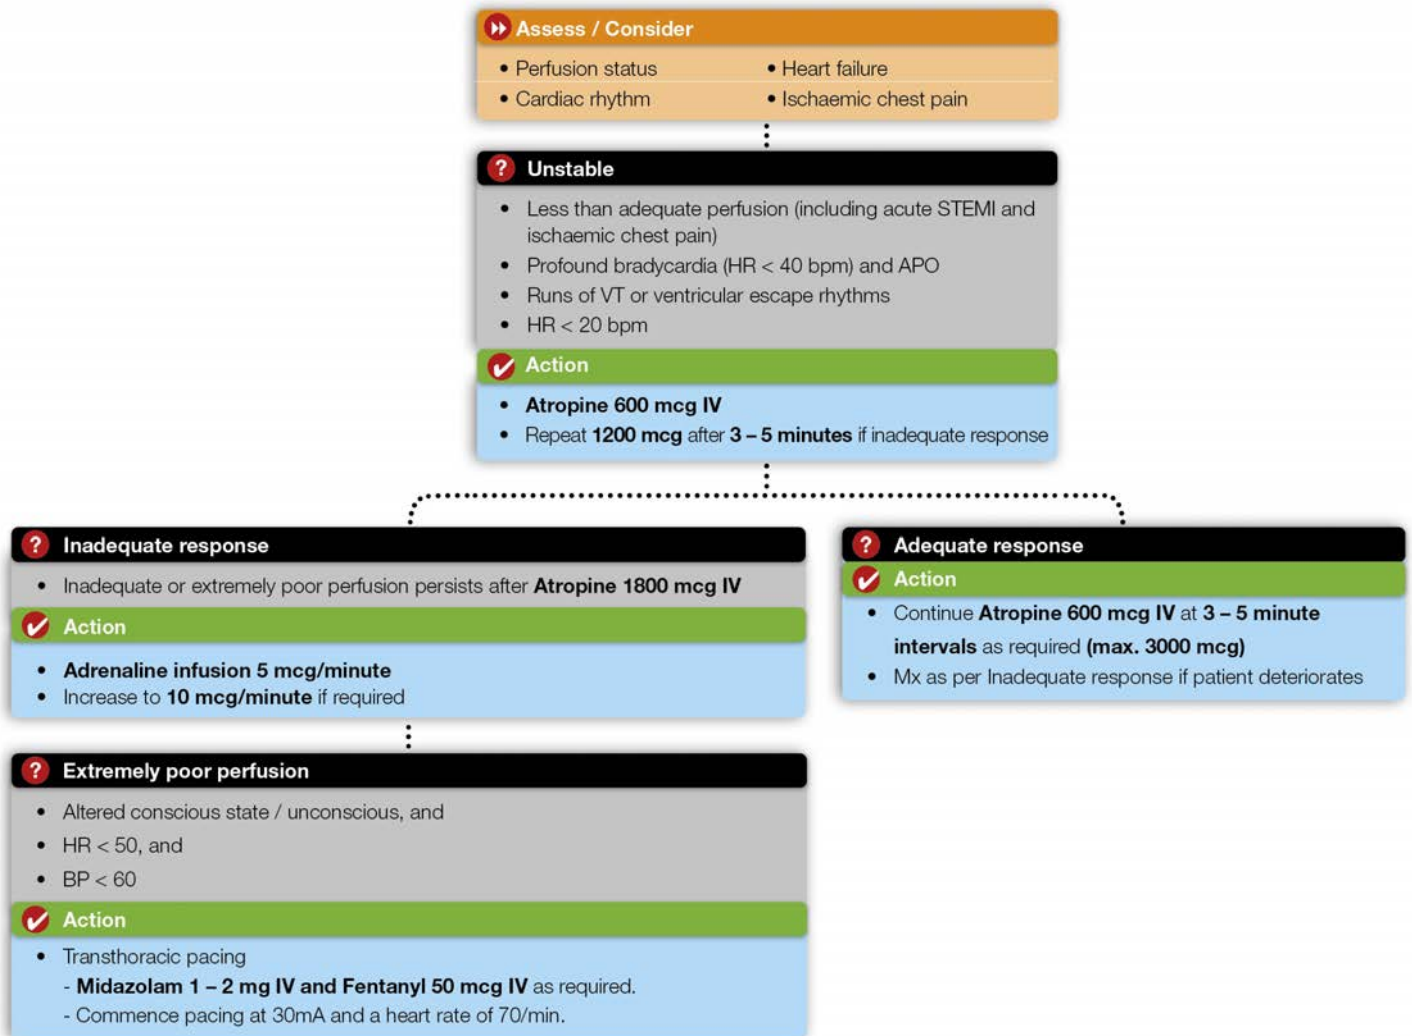 Assess / Consider
• Perfusion status
• Cardiac rhythm
• Heart failure
• Ischaemic chest pain
? Unstable
• Less than adequate perfusion (including acute STEMI and
ischaemic chest pain)
• Profound bradycardia (HR < 40 bpm) and APO
• Runs of VT or ventricular escape rhythms
• HR < 20 bpm
Action
• Atropine 600 mcg IV
• Repeat 1200 mcg after 3 – 5 minutes if inadequate response
? Inadequate response
• Inadequate or extremely poor perfusion persists after Atropine 1800 mcg IV
Action
• Adrenaline infusion 5 mcg/minute
• Increase to 10 mcg/minute if required
? Extremely poor perfusion
• Altered conscious state / unconscious, and
• HR < 50, and
• BP < 60
Action
• Transthoracic pacing
- Midazolam 1 – 2 mg IV and Fentanyl 50 mcg IV as required.
- Commence pacing at 30mA and a heart rate of 70/min.
? Adequate response
Action
• Continue Atropine 600 mcg IV at 3 – 5 minute
intervals as required (max. 3000 mcg)
• Mx as per Inadequate response if patient deteriorates